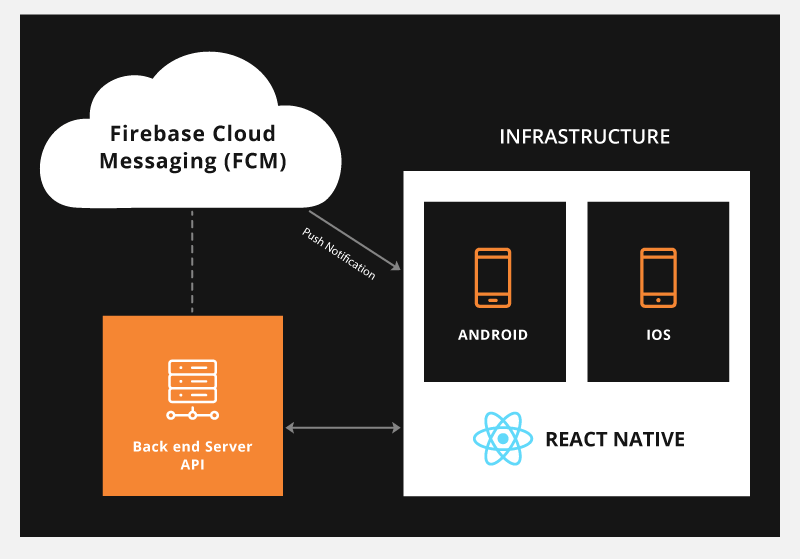 Firebase Cloud
Messaging (FCM)
INFRASTRUCTURE
Push Notification
ANDROID
IOS
Back end Server
API
REACT NATIVE